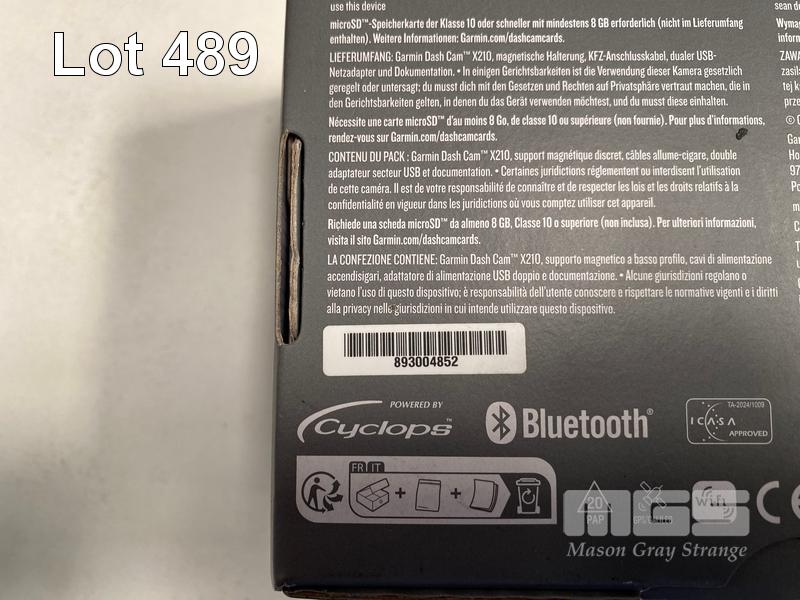 Lot 489
use this device
microSD™-Speicherkarte der Klasse 10 oder schneller mit mindestens 8 GB erforderlich (nicht im Lieferumfang
enthalten). Weitere Informationen: Garmin.com/dashcamcards.
LIEFERUMFANG: Garmin Dash Cam™ X210, magnetische Halterung, KFZ-Anschlusskabel, dualer USB-
Netzadapter und Dokumentation. • In einigen Gerichtsbarkeiten ist die Verwendung dieser Kamera gesetzlich
geregelt oder untersagt; du musst dich mit den Gesetzen und Rechten auf Privatsphäre vertraut machen, die in
den Gerichtsbarkeiten gelten, in denen du das Gerät verwenden möchtest, und du musst diese einhalten.
Nécessite une carte microSD™ d'au moins 8 Go, de classe 10 ou supérieure (non fournie). Pour plus d'informations,
rendez-vous sur Garmin.com/dashcamcards.
CONTENU DU PACK : Garmin Dash Cam™ X210, support magnétique discret, câbles allume-cigare, double
adaptateur secteur USB et documentation. • Certaines juridictions réglementent ou interdisent l'utilisation
de cette caméra. Il est de votre responsabilité de connaître et de respecter les lois et les droits relatifs à la
confidentialité en vigueur dans les juridictions où vous comptez utiliser cet appareil.
Richiede una scheda microSD™ da almeno 8 GB, Classe 10 o superiore (non inclusa). Per ulteriori informazioni,
visita il sito Garmin.com/dashcamcards.
LA CONFEZIONE CONTIENE: Garmin Dash Cam™ X210, supporto magnetico a basso profilo, cavi di alimentazione
accendisigari, adattatore di alimentazione USB doppio e documentazione. • Alcune giurisdizioni regolano o
vietano l'uso di questo dispositivo; è responsabilità dell'utente conoscere e rispettare le normative vigenti e i diritti
alla privacy nelle giurisdizioni in cui intende utilizzare questo dispositivo.
893004852
POWERED BY
Cyclops™
Bluetooth®
TA-2024/1009
ICASA
APPROVED
FR IT
+ +
20
PAP
GPS/GALILEO
WiFi
CE
MGS
Mason Gray Strange